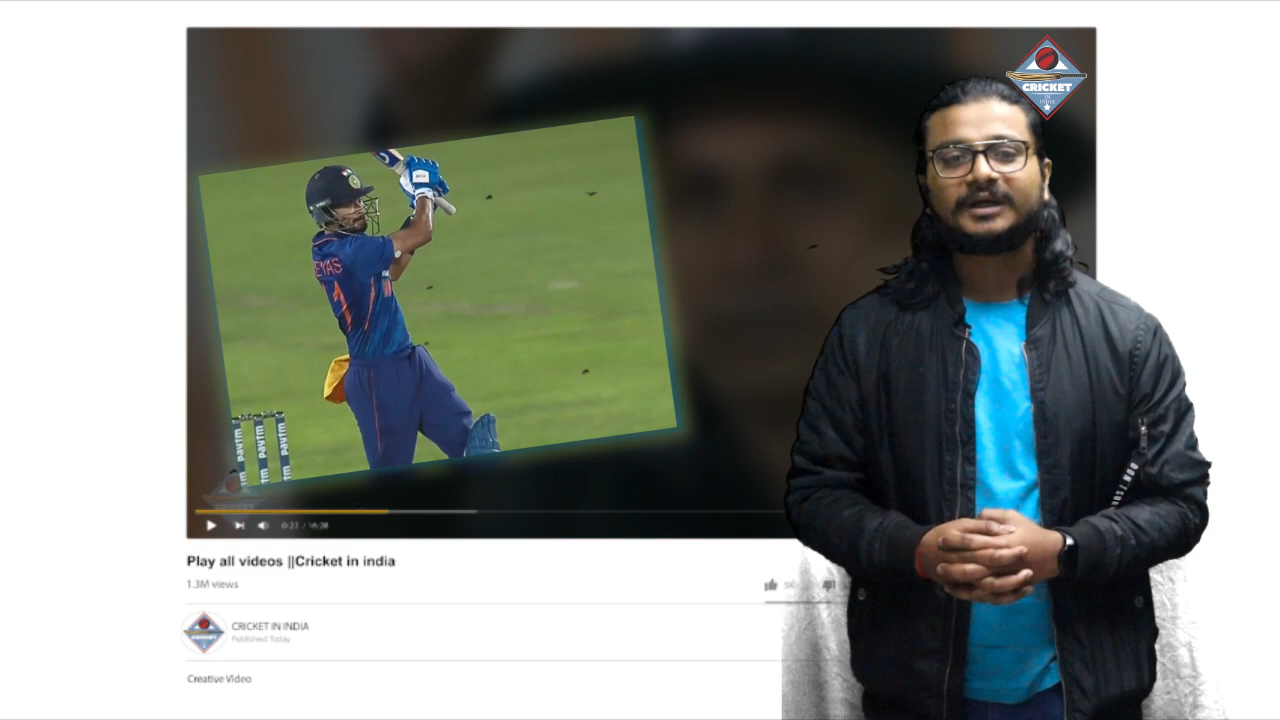 CRICKET
IN
INDIA
EYAS
Paytm
Paytm
0:23 / 16:28
Play all videos ||Cricket in india
1.3M views
CRICKET IN INDIA
Published Today
Creative Video